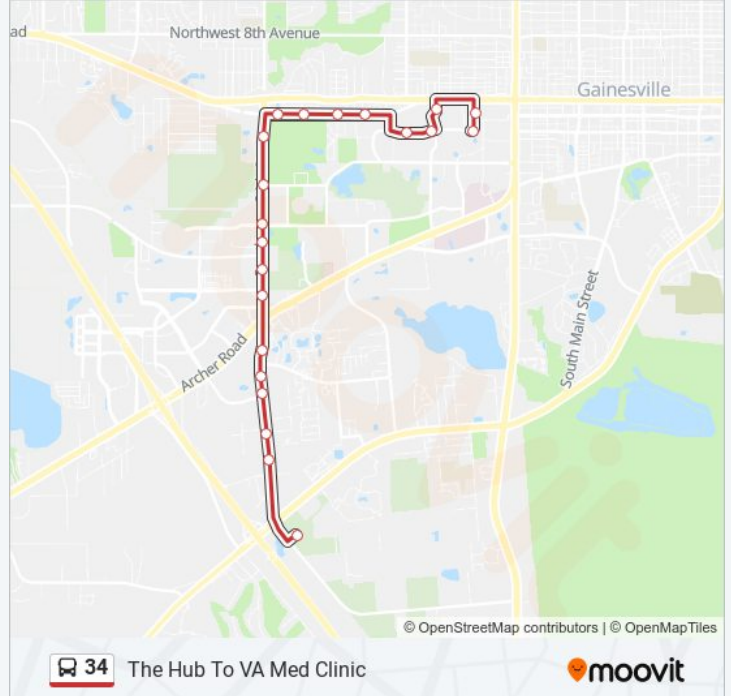 ad
Northwest 8th Avenue
Gainesville
Archer Road
South Main Street
© OpenStreetMap contributors | © OpenMapTiles
34 The Hub To VA Med Clinic
moovit